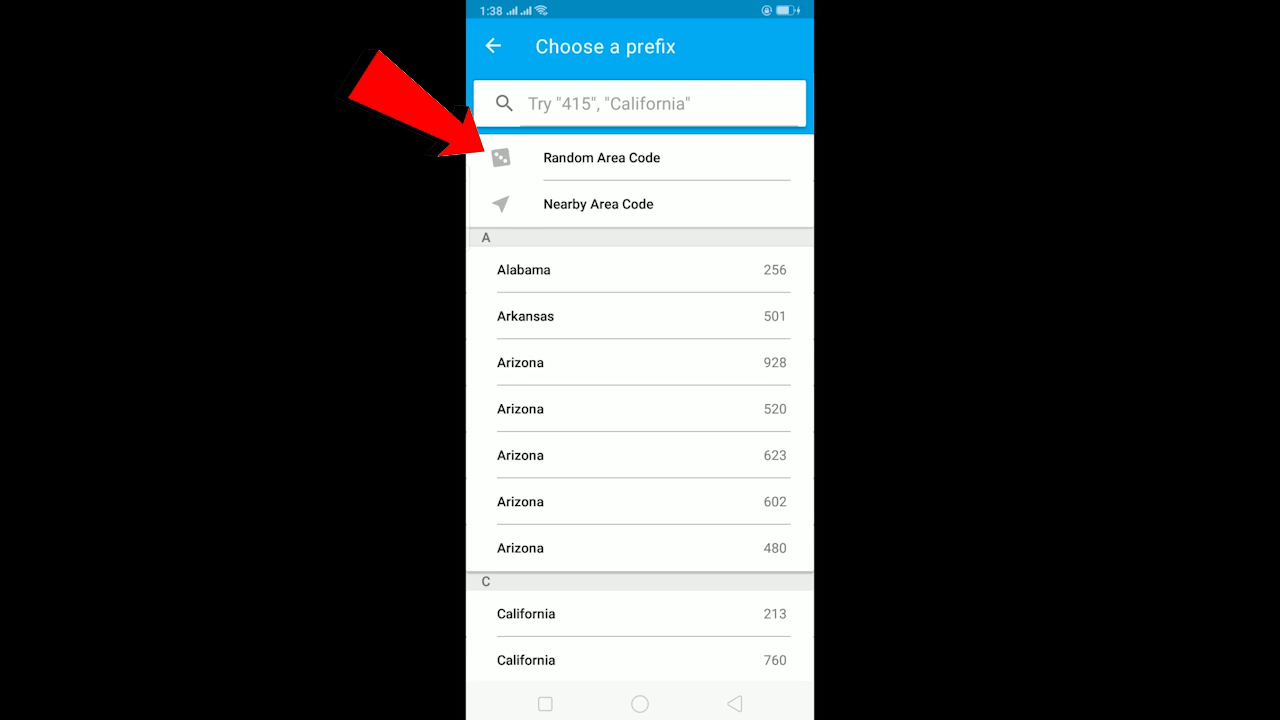 1:38
Choose a prefix
Try "415", "California"
Random Area Code
Nearby Area Code
A
Alabama 256
Arkansas 501
Arizona 928
Arizona 520
Arizona 623
Arizona 602
Arizona 480
C
California 213
California 760